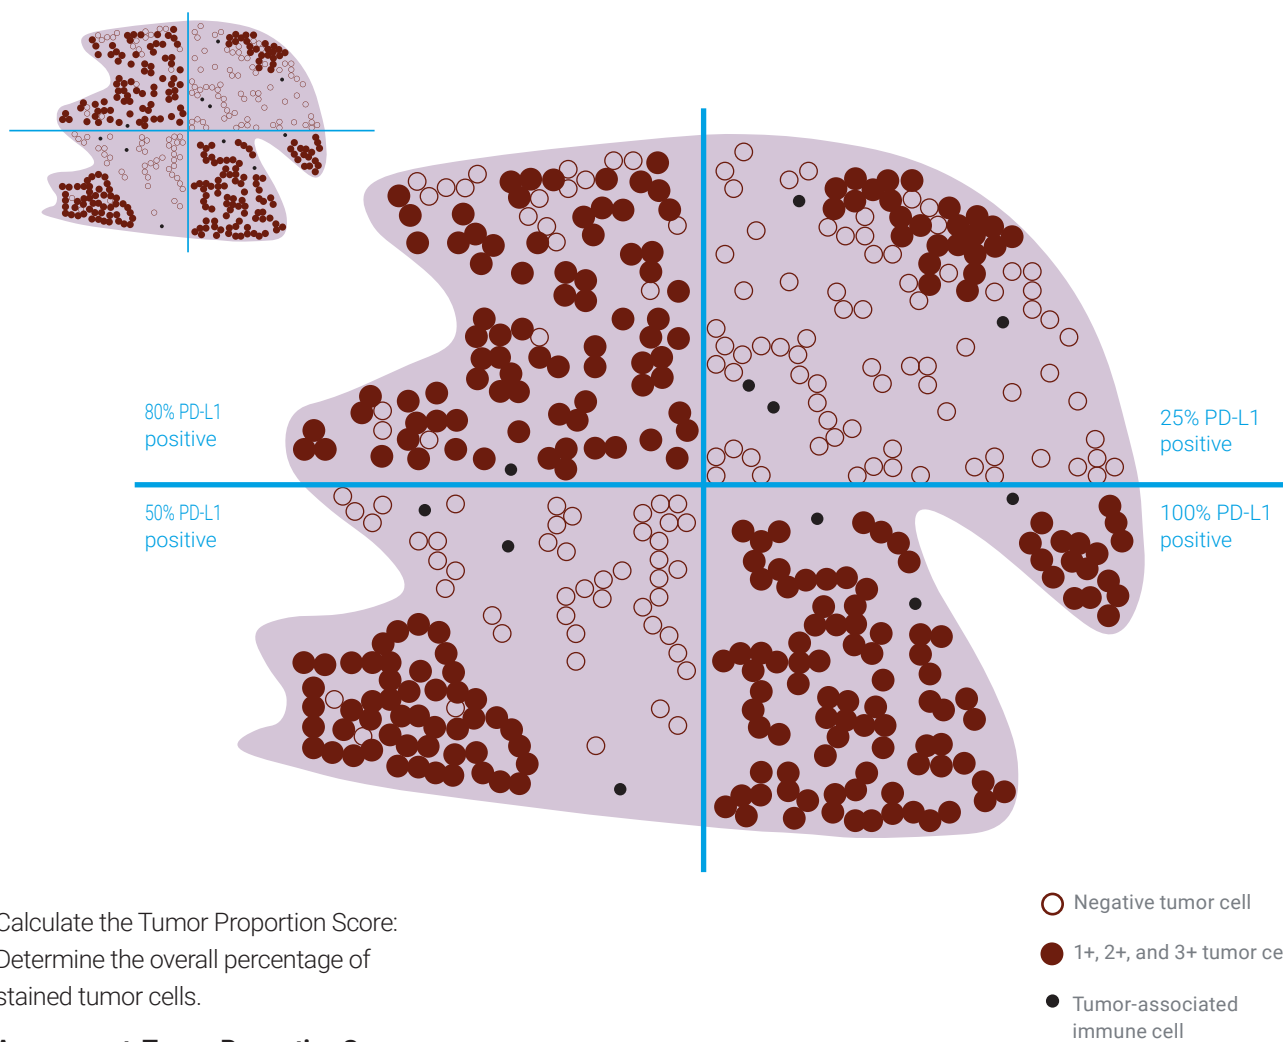 80% PD-L1
positive
25% PD-L1
positive
50% PD-L1
positive
100% PD-L1
positive
Calculate the Tumor Proportion Score:
Determine the overall percentage of
stained tumor cells.
Negative tumor cell
1+, 2+, and 3+ tumor ce
Tumor-associated
immune cell